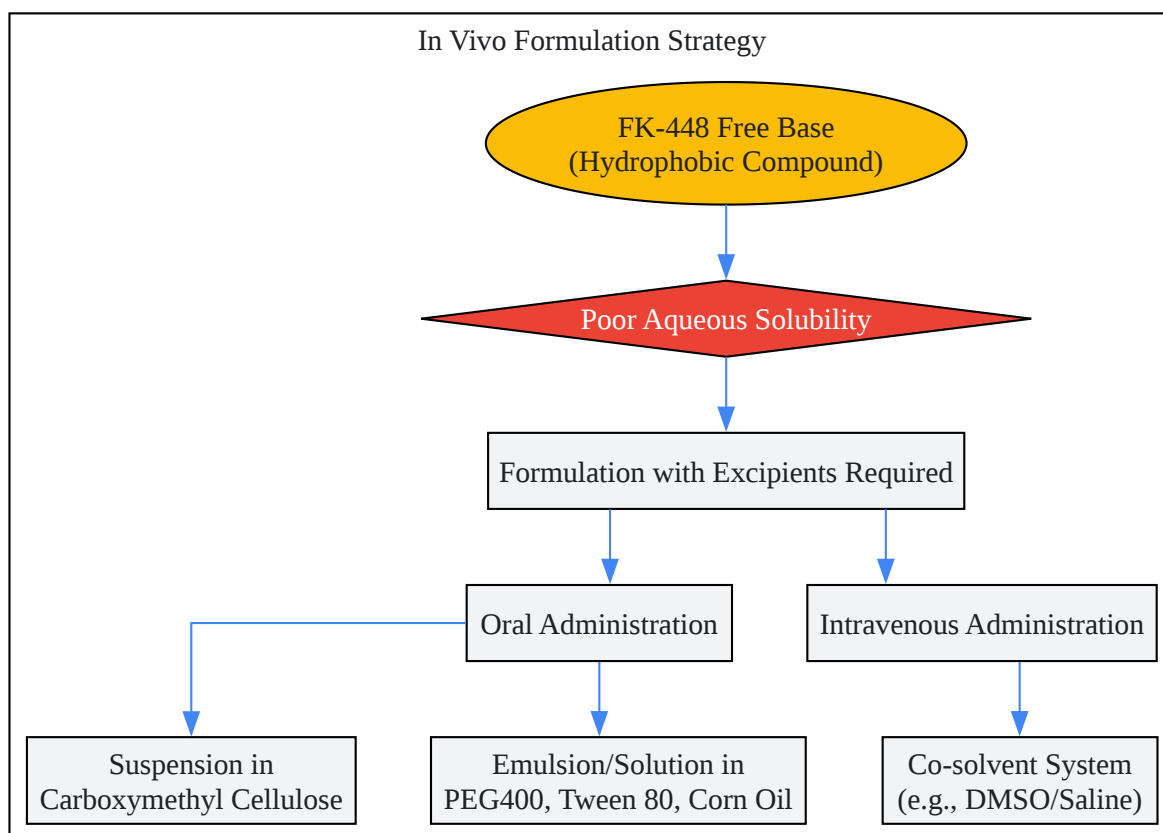 In Vivo Formulation Strategy
FK-448 Free Base
(Hydrophobic Compound)
Poor Aqueous Solubility
Formulation with Excipients Required
Oral Administration
Intravenous Administration
Suspension in
Carboxymethyl Cellulose
Emulsion/Solution in
PEG400, Tween 80, Corn Oil
Co-solvent System
(e.g., DMSO/Saline)